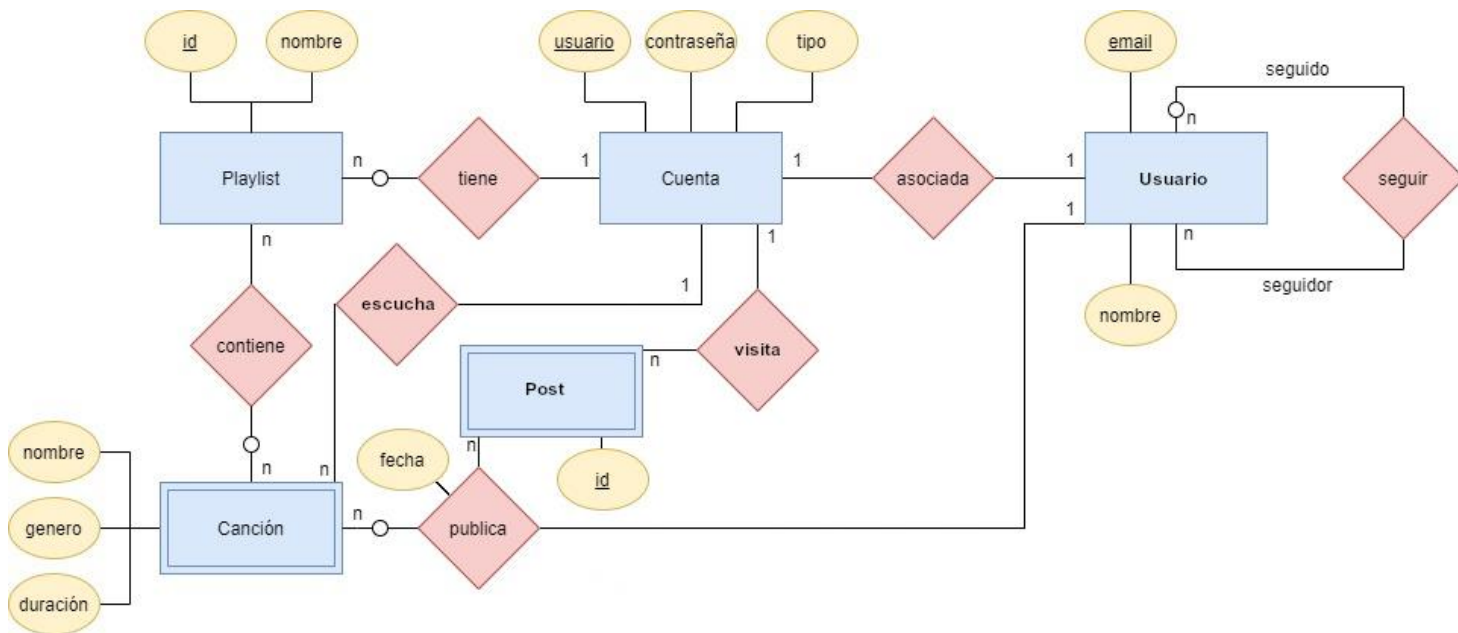 id
nombre
usuario
contraseña
tipo
email
seguido
n
Playlist
n
tiene
1
Cuenta
1
asociada
1
Usuario
seguir
1
n
n
1
1
seguidor
escucha
1
nombre
contiene
visita
n
Post
nombre
fecha
n
id
n
n
genero
Canción
n
publica
duración